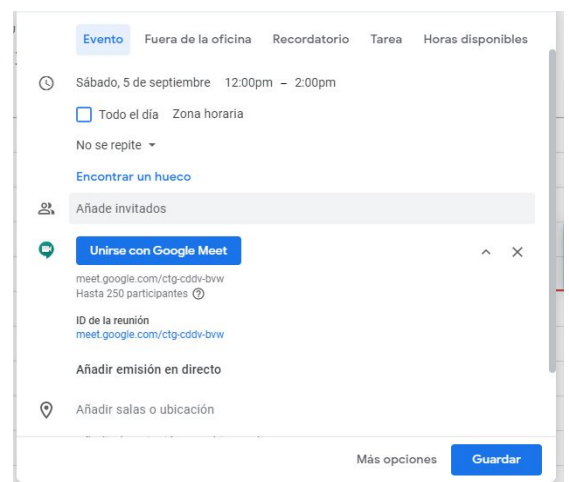 Evento Fuera de la oficina Recordatorio Tarea Horas disponibles
Sábado, 5 de septiembre 12:00pm – 2:00pm
Todo el día Zona horaria
No se repite
Encontrar un hueco
Añade invitados
Unirse con Google Meet
meet.google.com/ctg-cddv-bvw
Hasta 250 participantes
ID de la reunión
meet.google.com/ctg-cddv-bvw
Añadir emisión en directo
Añadir salas o ubicación
Más opciones Guardar